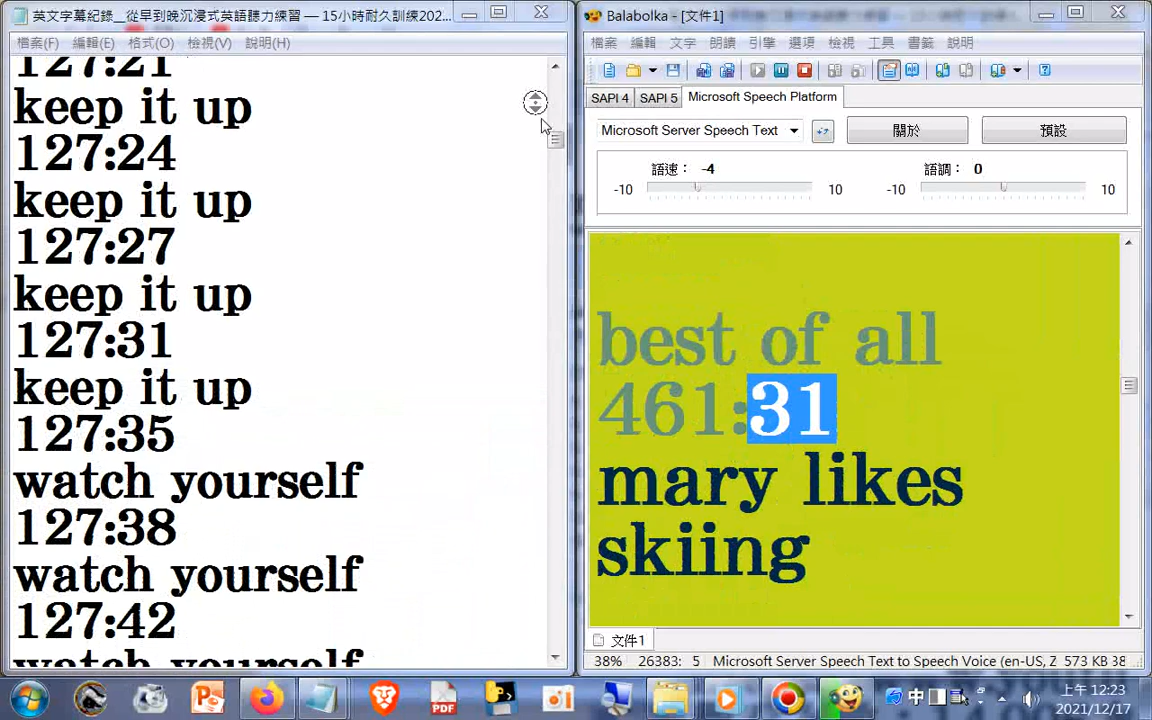 英文字幕紀錄__從早到晚沉浸式英語聽力練習 — 15小時耐久訓練202...
檔案(F) 編輯(E) 格式(O) 檢視(V) 說明(H)
127:21
keep it up
127:24
keep it up
127:27
keep it up
127:31
keep it up
127:35
watch yourself
127:38
watch yourself
127:42
watch yourself
Balabolka - [文件1]
檔案 編輯 文字 朗讀 引擎 選項 檢視 工具 書籤 說明
SAPI 4 SAPI 5 Microsoft Speech Platform
Microsoft Server Speech Text 關於 預設
語速： -4 語調： 0
-10 10 -10 10
best of all
461:31
mary likes
skiing
文件1
38% 26383: 5 Microsoft Server Speech Text to Speech Voice (en-US, Z 573 KB 38
中
上午 12:23
2021/12/17